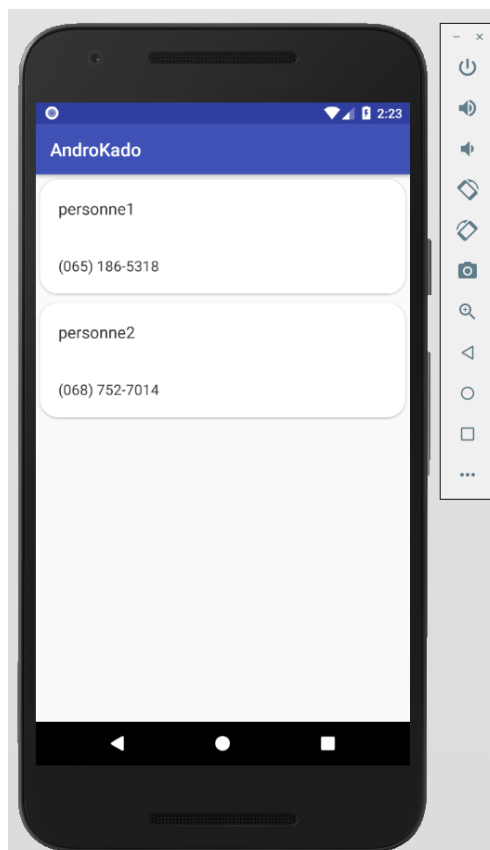 2:23
AndroKado
personne1
(065) 186-5318
personne2
(068) 752-7014